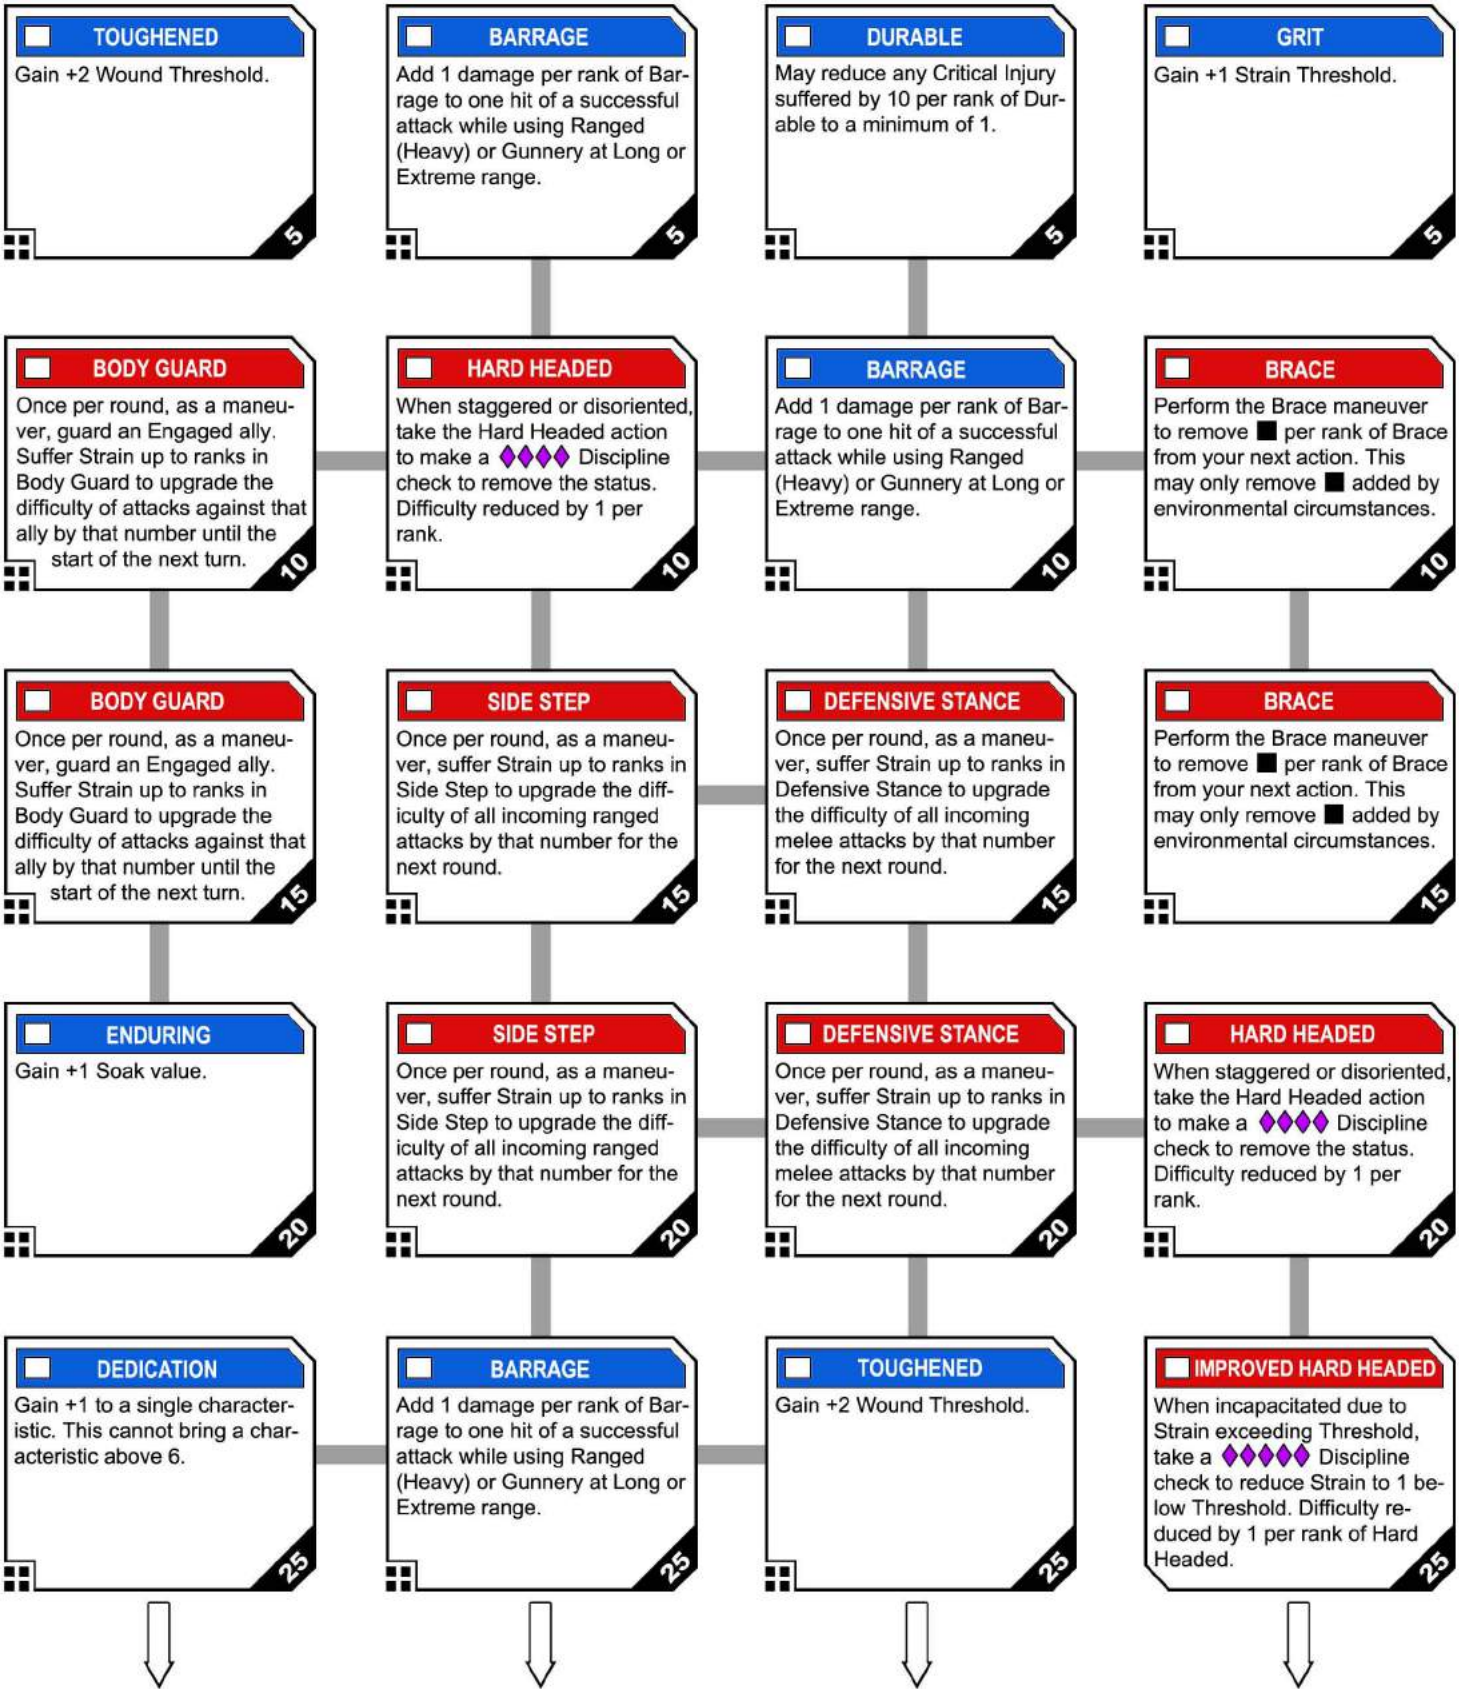 TOUGHENED
Gain +2 Wound Threshold.
5
BARRAGE
Add 1 damage per rank of Bar-
rage to one hit of a successful
attack while using Ranged
(Heavy) or Gunnery at Long or
Extreme range.
5
DURABLE
May reduce any Critical Injury
suffered by 10 per rank of Dur-
able to a minimum of 1.
5
GRIT
Gain +1 Strain Threshold.
5
BODY GUARD
Once per round, as a maneu-
ver, guard an Engaged ally.
Suffer Strain up to ranks in
Body Guard to upgrade the
difficulty of attacks against that
ally by that number until the
start of the next turn.
10
HARD HEADED
When staggered or disoriented,
take the Hard Headed action
to make a ♦♦♦♦ Discipline
check to remove the status.
Difficulty reduced by 1 per
rank.
10
BARRAGE
Add 1 damage per rank of Bar-
rage to one hit of a successful
attack while using Ranged
(Heavy) or Gunnery at Long or
Extreme range.
10
BRACE
Perform the Brace maneuver
to remove ■ per rank of Brace
from your next action. This
may only remove ■ added by
environmental circumstances.
10
BODY GUARD
Once per round, as a maneu-
ver, guard an Engaged ally.
Suffer Strain up to ranks in
Body Guard to upgrade the
difficulty of attacks against that
ally by that number until the
start of the next turn.
15
SIDE STEP
Once per round, as a maneu-
ver, suffer Strain up to ranks in
Side Step to upgrade the diff-
iculty of all incoming ranged
attacks by that number for the
next round.
15
DEFENSIVE STANCE
Once per round, as a maneu-
ver, suffer Strain up to ranks in
Defensive Stance to upgrade
the difficulty of all incoming
melee attacks by that number
for the next round.
15
BRACE
Perform the Brace maneuver
to remove ■ per rank of Brace
from your next action. This
may only remove ■ added by
environmental circumstances.
15
ENDURING
Gain +1 Soak value.
20
SIDE STEP
Once per round, as a maneu-
ver, suffer Strain up to ranks in
Side Step to upgrade the diff-
iculty of all incoming ranged
attacks by that number for the
next round.
20
DEFENSIVE STANCE
Once per round, as a maneu-
ver, suffer Strain up to ranks in
Defensive Stance to upgrade
the difficulty of all incoming
melee attacks by that number
for the next round.
20
HARD HEADED
When staggered or disoriented,
take the Hard Headed action
to make a ♦♦♦♦ Discipline
check to remove the status.
Difficulty reduced by 1 per
rank.
20
DEDICATION
Gain +1 to a single character-
istic. This cannot bring a char-
acteristic above 6.
25
BARRAGE
Add 1 damage per rank of Bar-
rage to one hit of a successful
attack while using Ranged
(Heavy) or Gunnery at Long or
Extreme range.
25
TOUGHENED
Gain +2 Wound Threshold.
25
IMPROVED HARD HEADED
When incapacitated due to
Strain exceeding Threshold,
take a ♦♦♦♦♦ Discipline
check to reduce Strain to 1 be-
low Threshold. Difficulty re-
duced by 1 per rank of Hard
Headed.
25